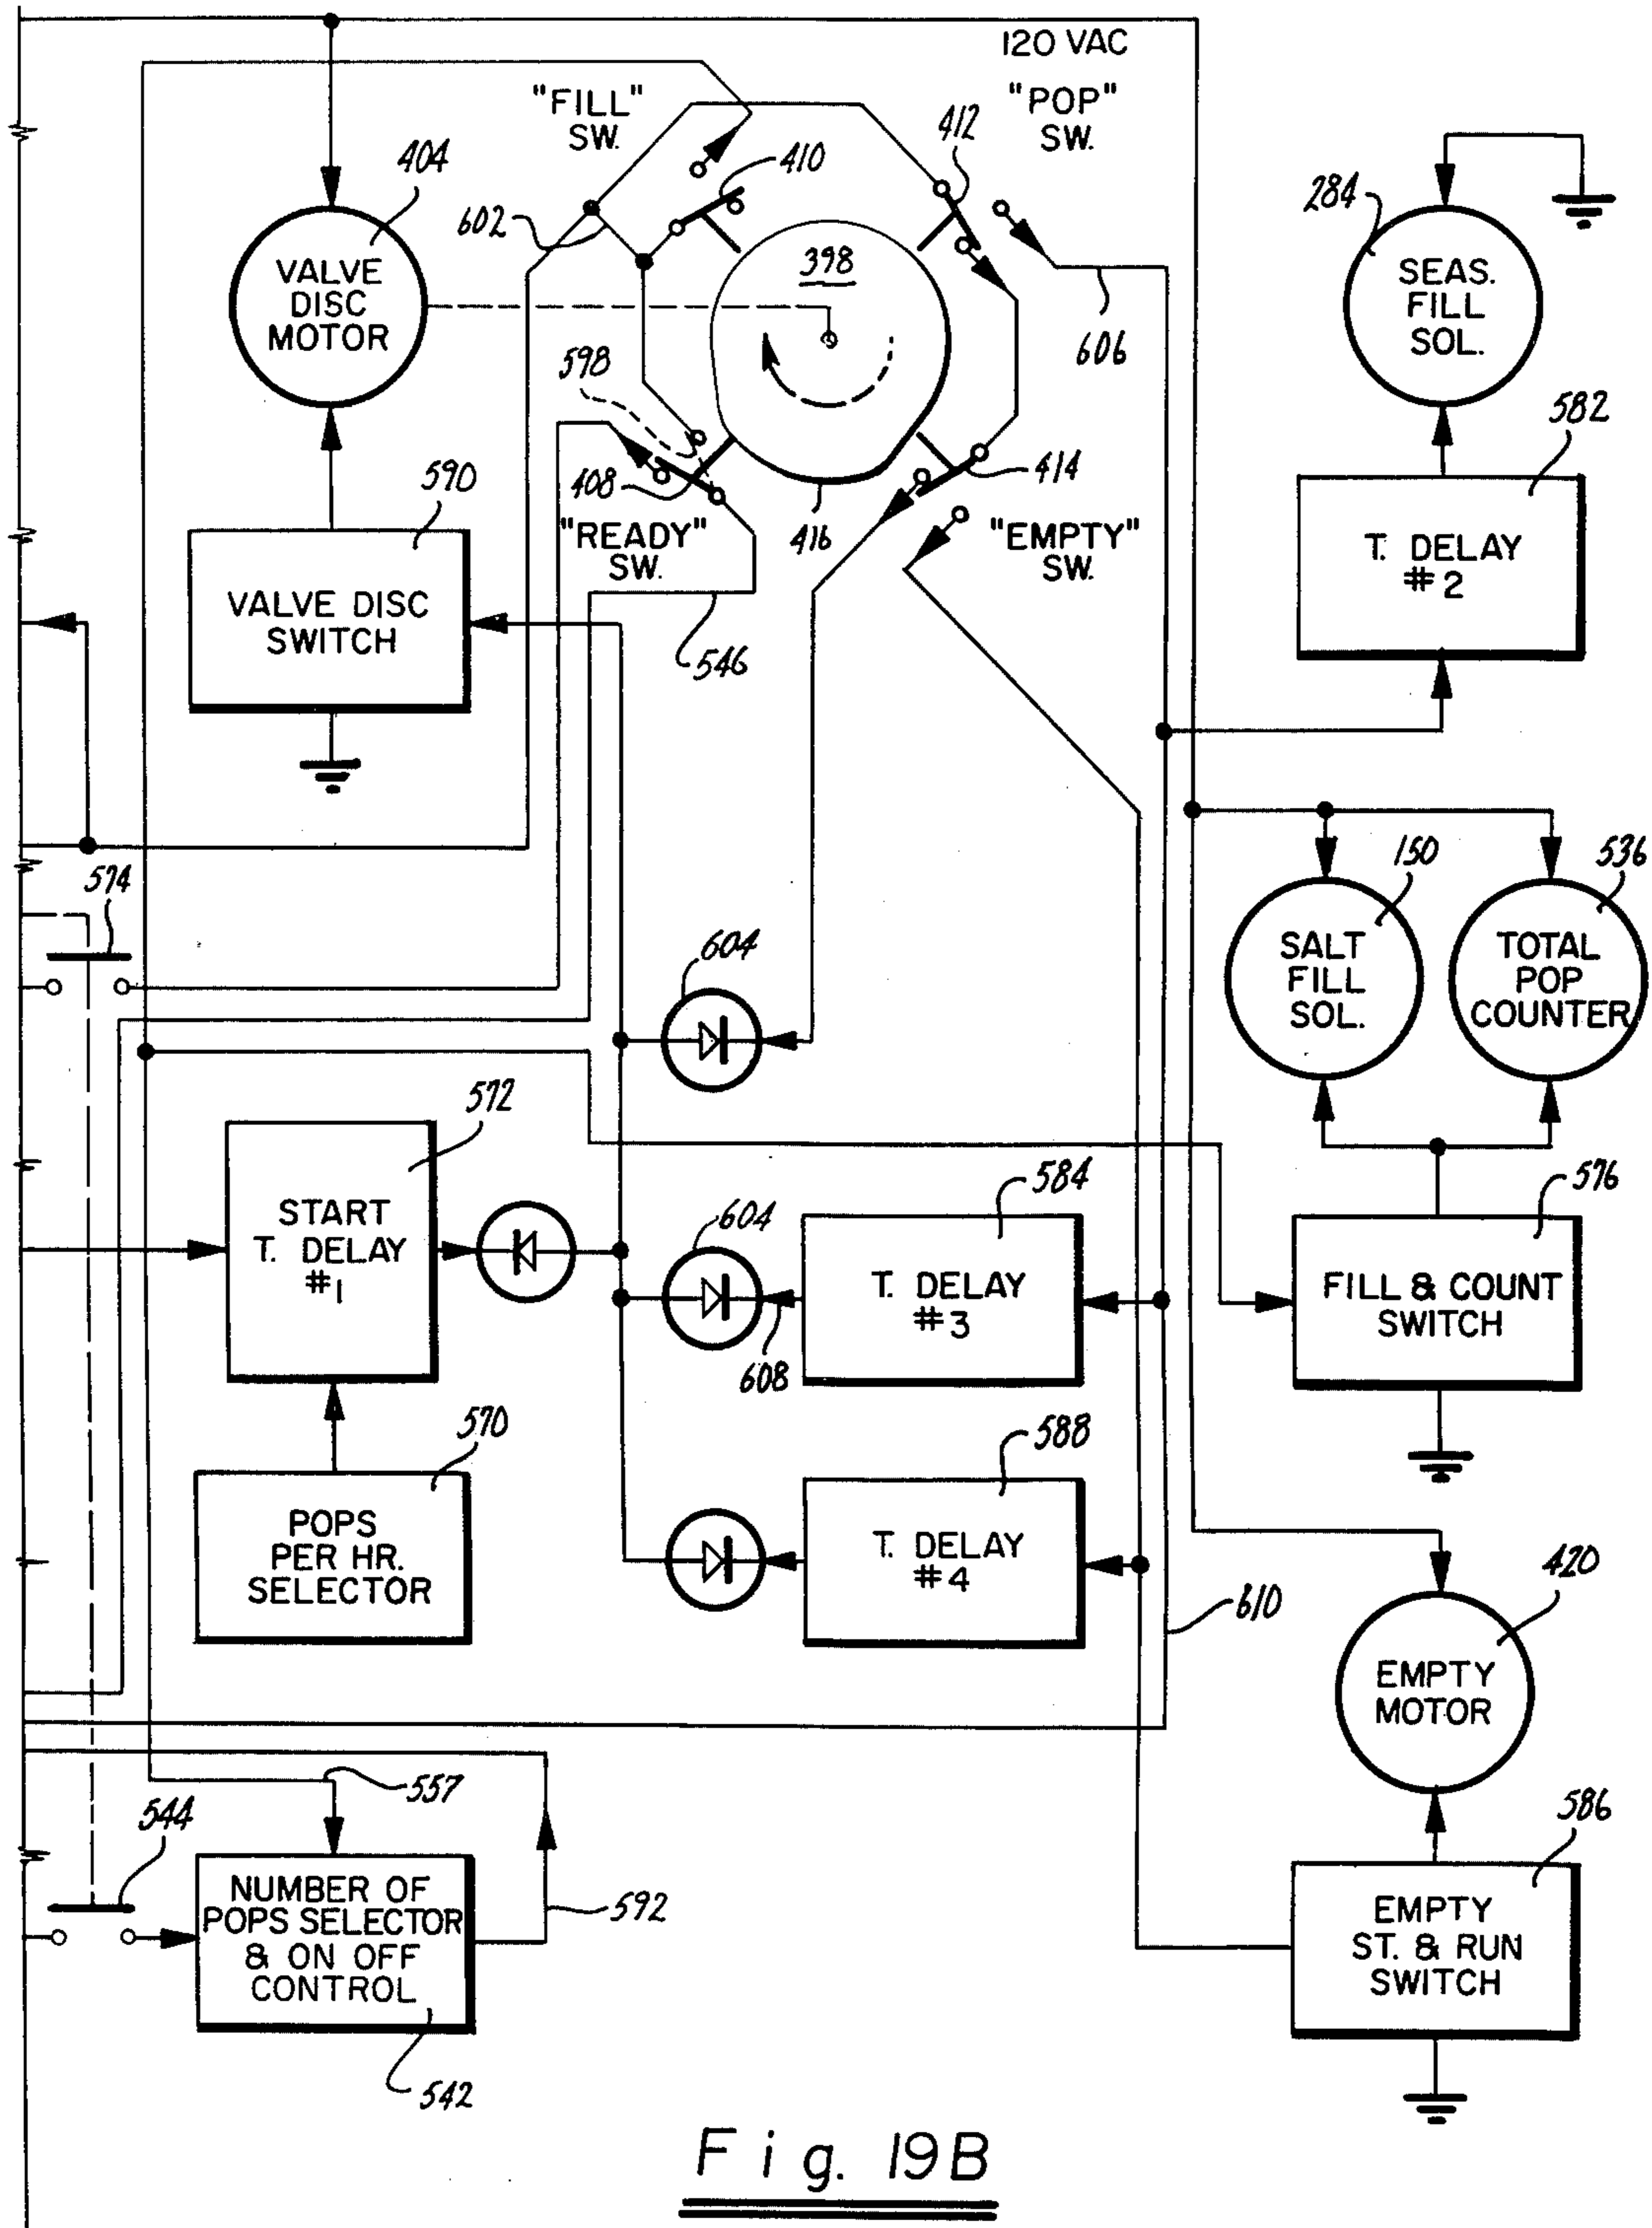 120 VAC
"FILL"
SW.
"POP"
SW.
412
410
404
602
284
VALVE
DISC
MOTOR
398
SEAS.
FILL
SOL.
606
598
582
590
408
414
"READY"
SW.
416
"EMPTY"
SW.
T. DELAY
#2
VALVE DISC
SWITCH
546
574
150
536
604
SALT
FILL
SOL.
TOTAL
POP
COUNTER
572
584
576
START
T. DELAY
#1
604
T. DELAY
#3
FILL & COUNT
SWITCH
608
570
588
POPS
PER HR.
SELECTOR
T. DELAY
#4
420
610
EMPTY
MOTOR
557
544
586
NUMBER OF
POPS SELECTOR
& ON OFF
CONTROL
592
EMPTY
ST. & RUN
SWITCH
542
Fig. 19B